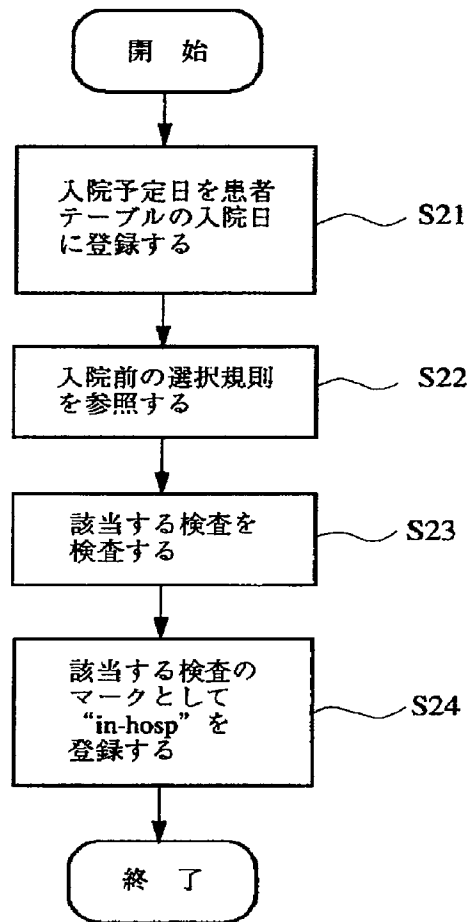 開 始
入院予定日を患者
テーブルの入院日
に登録する
S21
入院前の選択規則
を参照する
S22
該当する検査を
検査する
S23
該当する検査の
マークとして
“in-hosp”を
登録する
S24
終 了